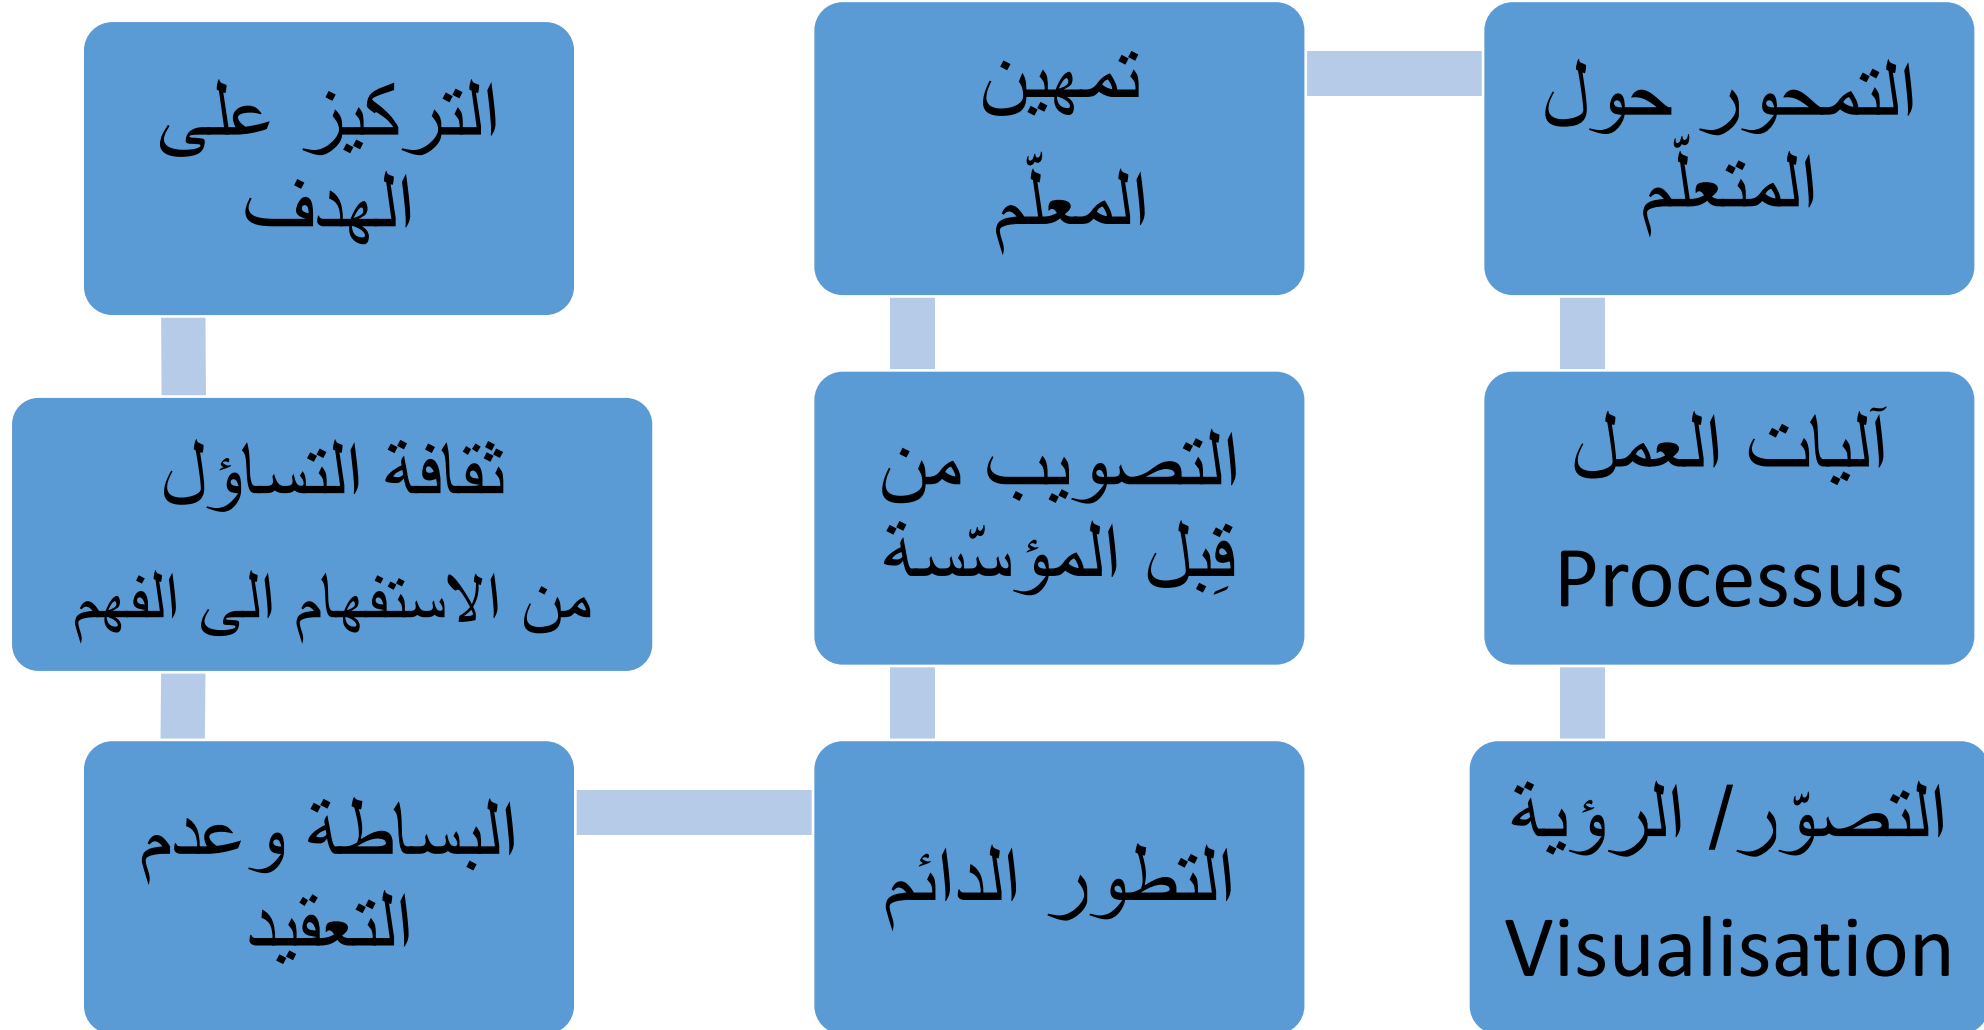 التركيز على
الهدف
ثقافة التساؤل
من الاستفهام الى الفهم
البساطة وعدم
التعقيد
التطور الدائم
التصويب من
قِبل المؤسّسة
تمهين
المعلّم
التمحور حول
المتعلّم
آليات العمل
Processus
التصوّر/ الرؤية
Visualisation